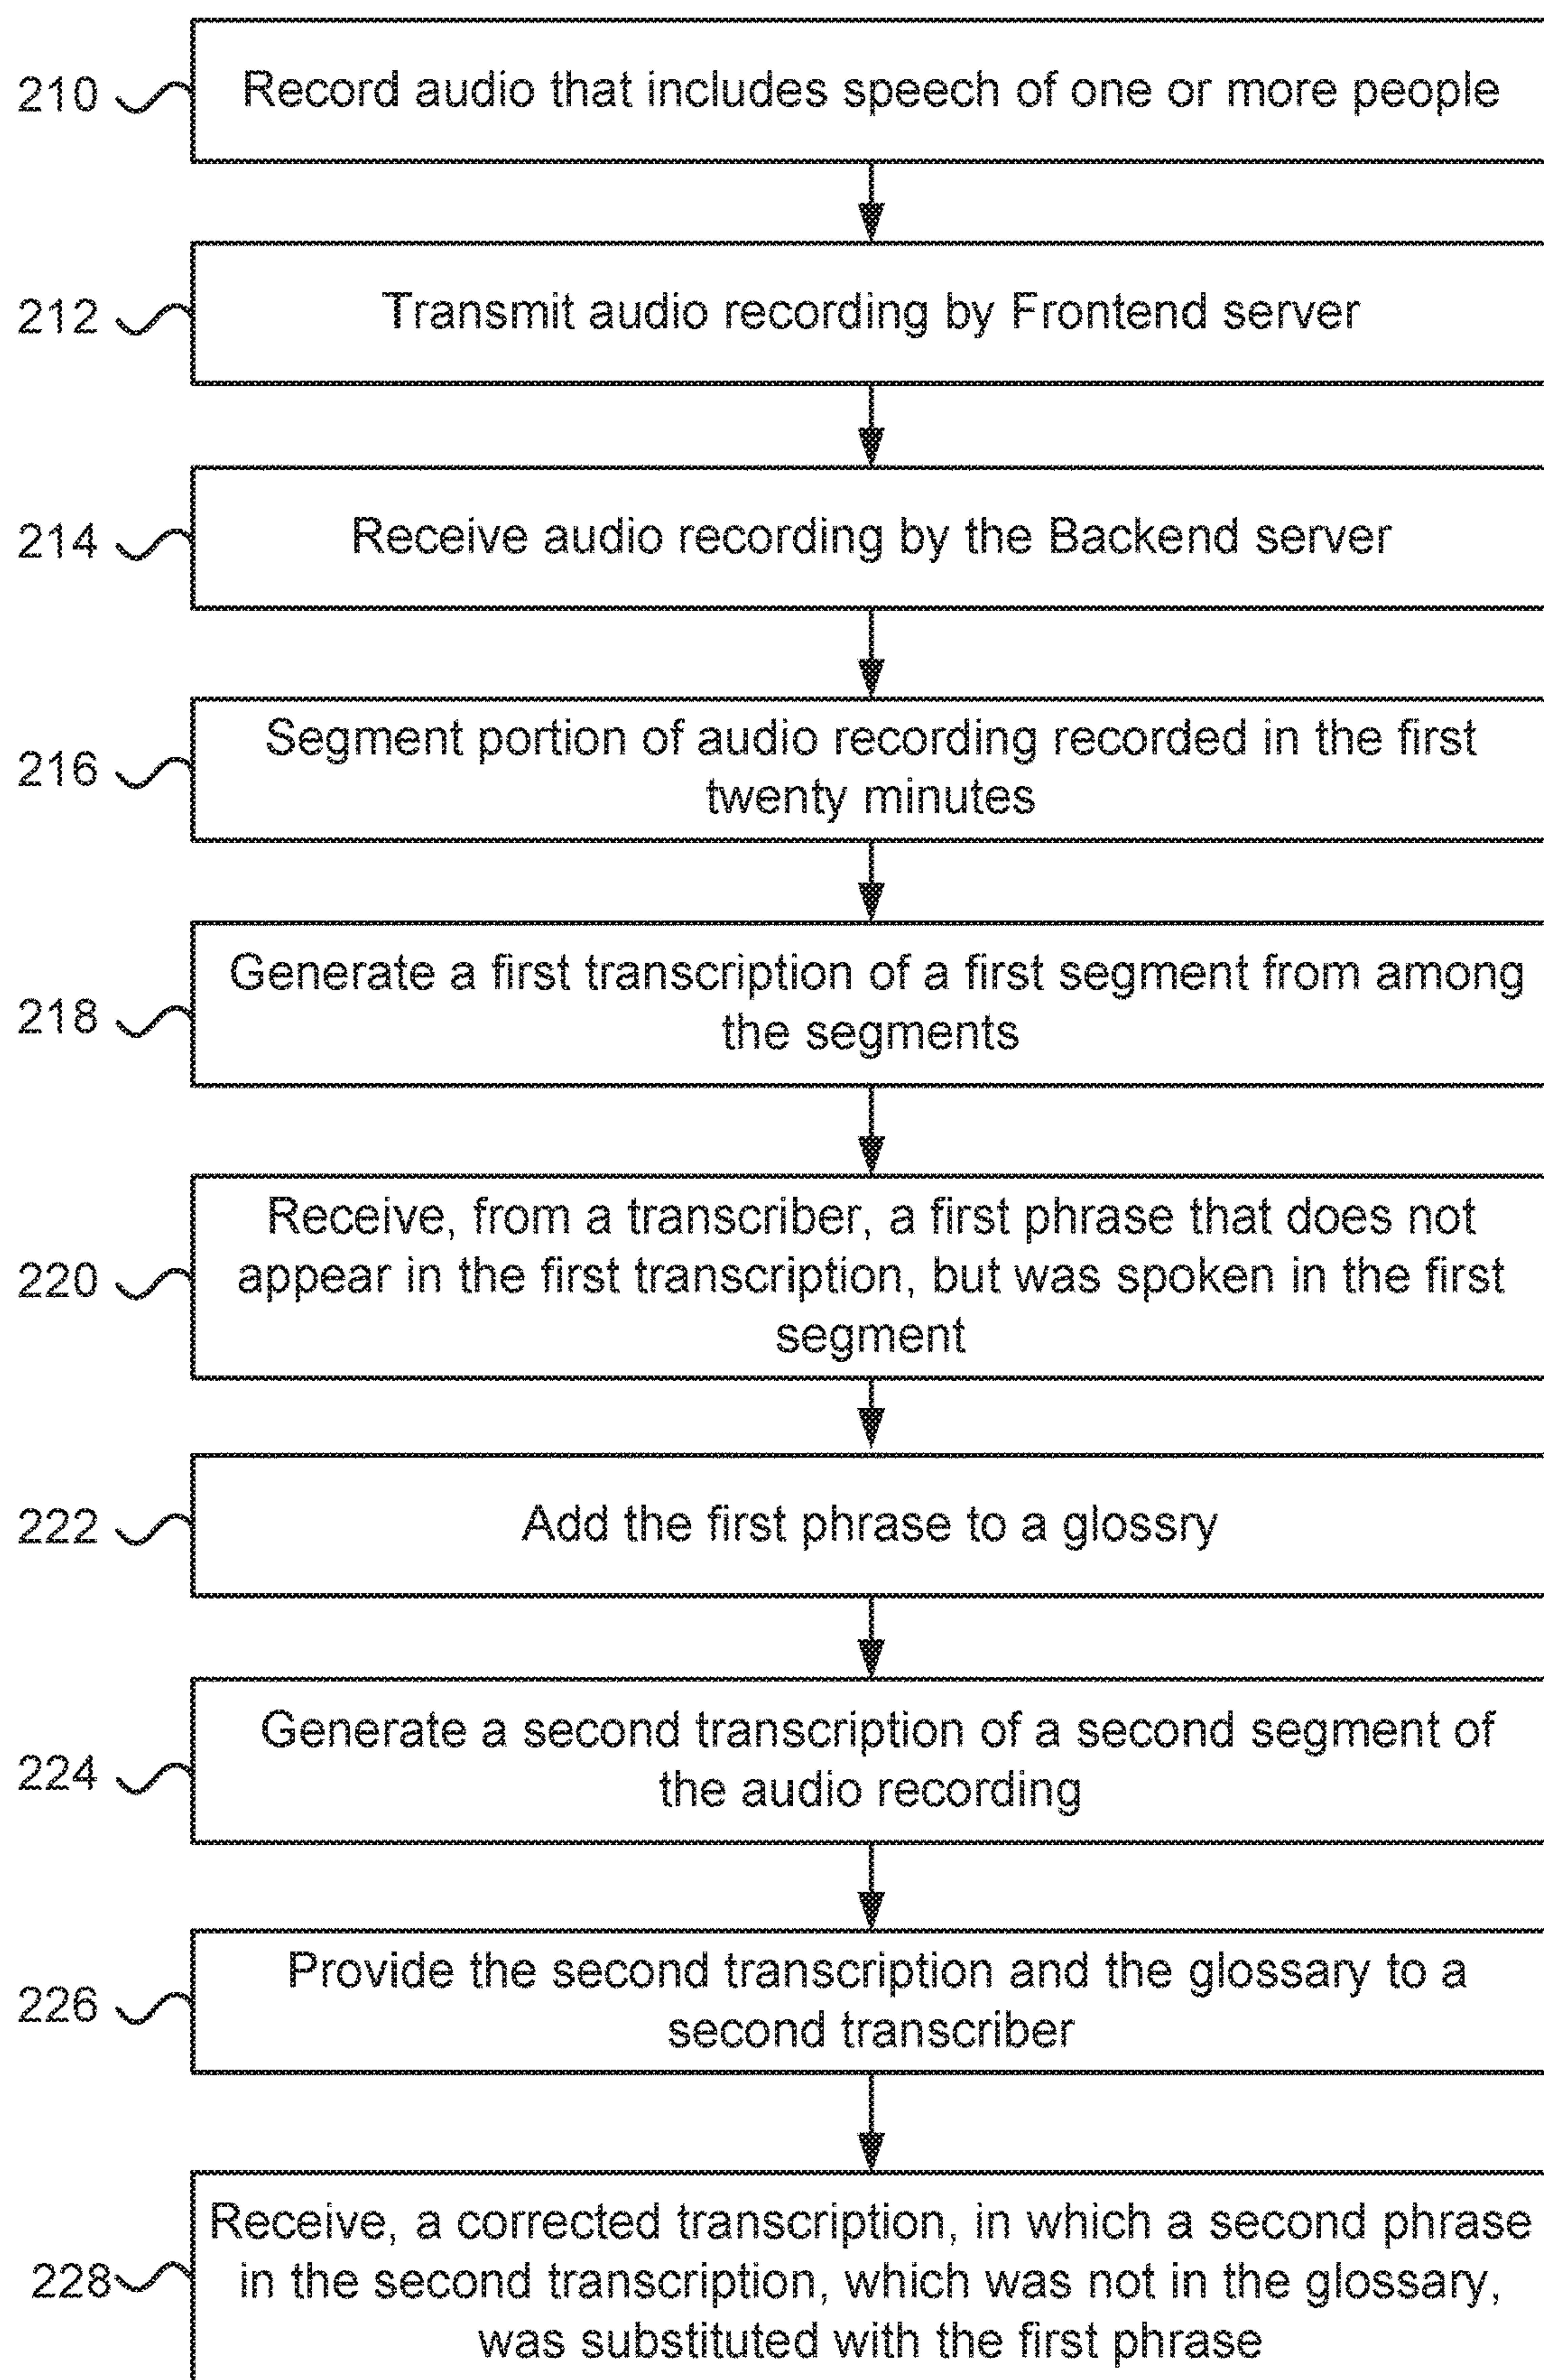 210
Record audio that includes speech of one or more people
212
Transmit audio recording by Frontend server
214
Receive audio recording by the Backend server
216
Segment portion of audio recording recorded in the first
twenty minutes
218
Generate a first transcription of a first segment from among
the segments
220
Receive, from a transcriber, a first phrase that does not
appear in the first transcription, but was spoken in the first
segment
222
Add the first phrase to a glossry
224
Generate a second transcription of a second segment of
the audio recording
226
Provide the second transcription and the glossary to a
second transcriber
228
Receive, a corrected transcription, in which a second phrase
in the second transcription, which was not in the glossary,
was substituted with the first phrase